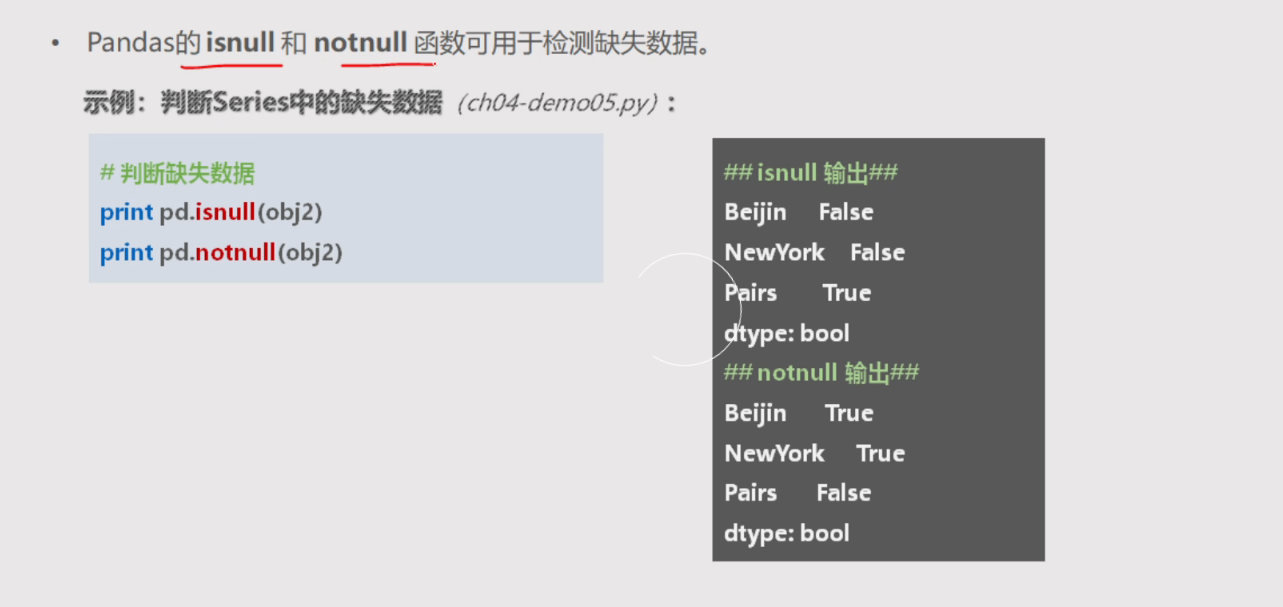 • Pandas的 isnull 和 notnull 函数可用于检测缺失数据。
示例：判断Series中的缺失数据（ch04-demo05.py）：
# 判断缺失数据
print pd.isnull(obj2)
print pd.notnull(obj2)
## isnull 输出##
Beijin False
NewYork False
Pairs True
dtype: bool
## notnull 输出##
Beijin True
NewYork True
Pairs False
dtype: bool